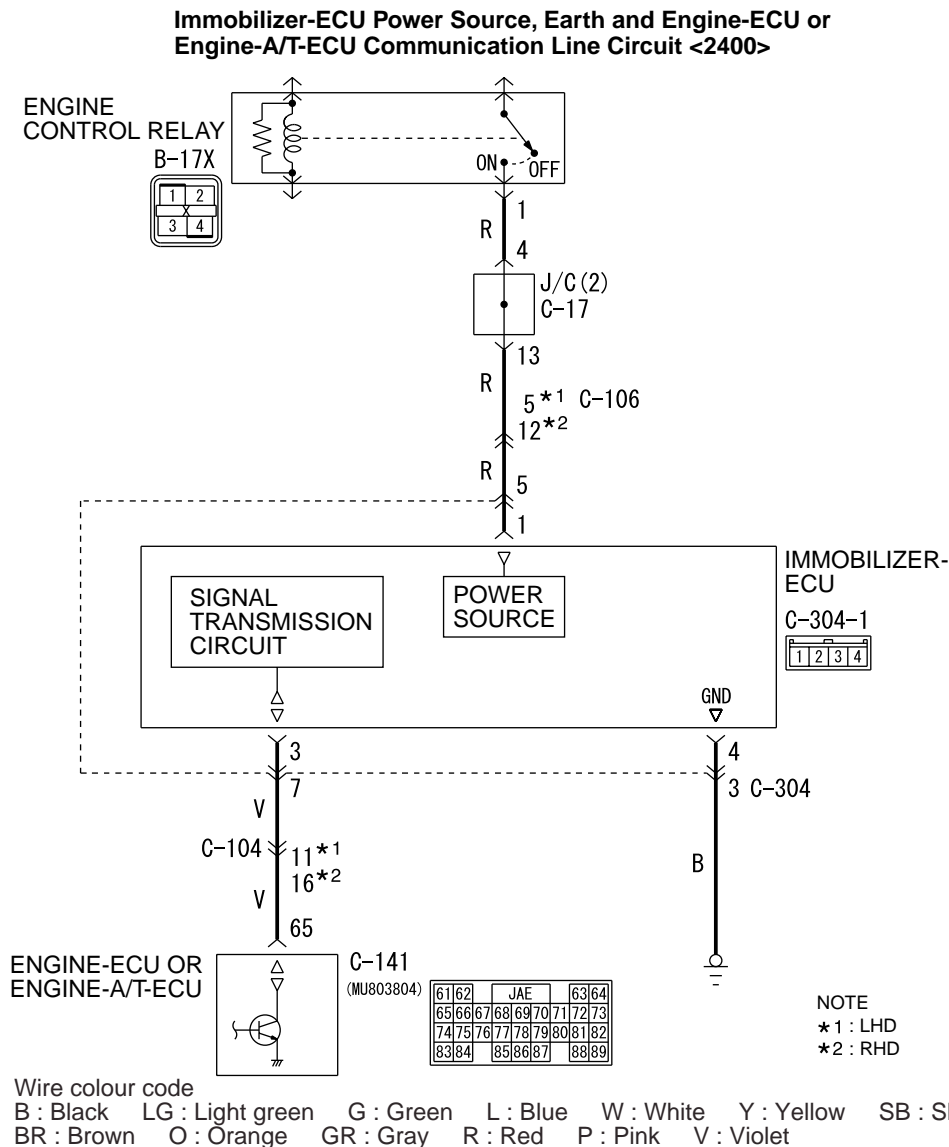 Immobilizer-ECU Power Source, Earth and Engine-ECU or
Engine-A/T-ECU Communication Line Circuit <2400>
ENGINE
CONTROL RELAY
B-17X
1 2
X
3 4
ON
OFF
1
R
4
J/C(2)
C-17
13
R
5 *1 C-106
12*2
R
5
1
IMMOBILIZER-
ECU
C-304-1
1 2 3 4
SIGNAL
TRANSMISSION
CIRCUIT
POWER
SOURCE
GND
3
4
7
3 C-304
V
C-104
11*1
16*2
B
V
65
ENGINE-ECU OR
ENGINE-A/T-ECU
C-141
(MU803804)
61 62 JAE 63 64
65 66 67 68 69 70 71 72 73
74 75 76 77 78 79 80 81 82
83 84 85 86 87 88 89
NOTE
*1 : LHD
*2 : RHD
Wire colour code
B : Black LG : Light green G : Green L : Blue W : White Y : Yellow SB :
BR : Brown O : Orange GR : Gray R : Red P : Pink V : Violet